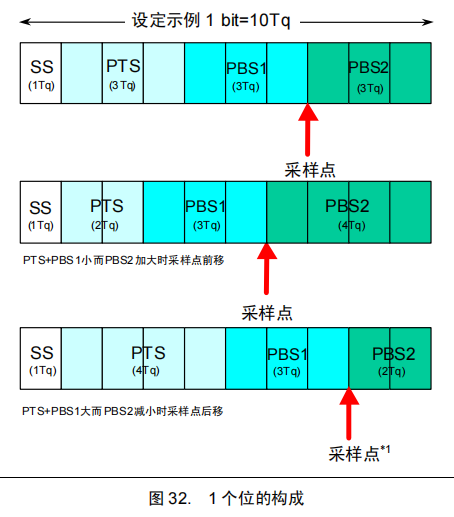 设定示例 1 bit=10Tq
SS PTS PBS1 PBS2
(1Tq) (3Tq) (3Tq) (3Tq)
采样点
SS PTS PBS1 PBS2
(1Tq) (2Tq) (3Tq) (4Tq)
PTS+PBS1小而PBS2加大时采样点前移
采样点
SS PTS PBS1 PBS2
(1Tq) (4Tq) (3Tq) (2Tq)
PTS+PBS1大而PBS2减小时采样点后移
采样点*1
图 32. 1 个位的构成